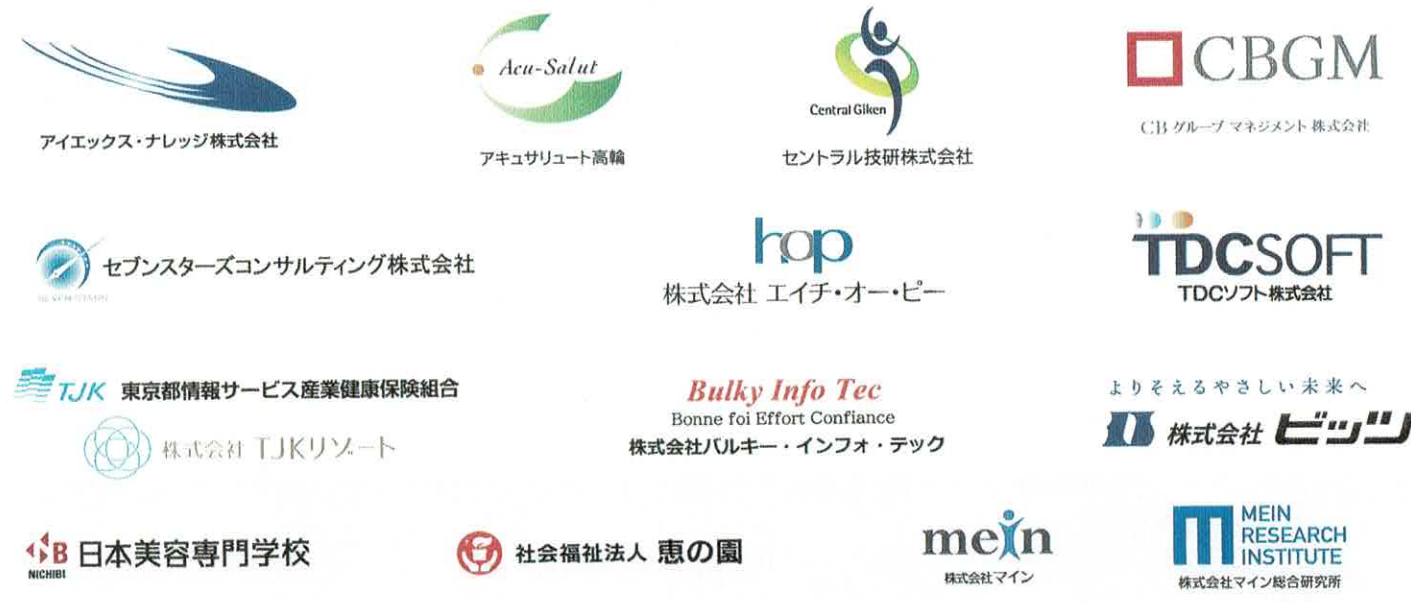 アイエックス・ナレッジ株式会社
Acu-Salut
アキュサリュート高輪
Central Giken
セントラル技研株式会社
CBGM
CB グループ マネジメント 株式会社
SEVEN STARS
セブンスターズコンサルティング株式会社
hop
株式会社 エイチ・オー・ピー
TDCSOFT
TDCソフト株式会社
TJK 東京都情報サービス産業健康保険組合
株式会社 TJKリゾート
Bulky Info Tec
Bonne foi Effort Confiance
株式会社バルキー・インフォ・テック
よりそえるやさしい未来へ
株式会社 ビッツ
B 日本美容専門学校
NICHIBI
社会福祉法人 恵の園
mein
株式会社マイン
MEIN
RESEARCH
INSTITUTE
株式会社マイン総合研究所